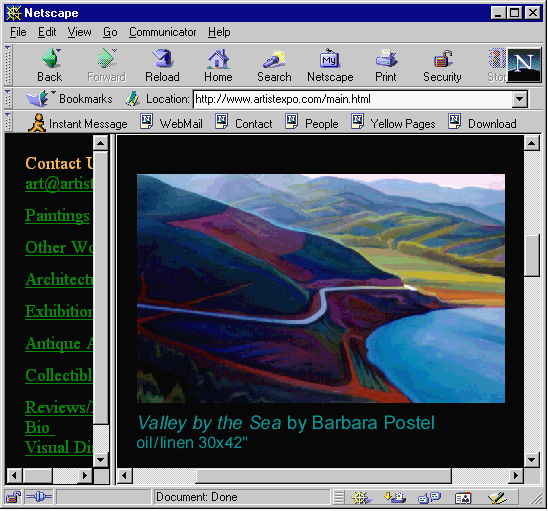 Netscape
File Edit View Go Communicator Help
Back Forward Reload Home Search Netscape Print Security Stop
Bookmarks Location: http://www.artistexpo.com/main.html
Instant Message WebMail Contact People Yellow Pages Download
Contact U
art@artist
Paintings
Other Wo
Architectu
Exhibition
Antique A
Collectibl
Reviews/
Bio
Visual Di
Valley by the Sea by Barbara Postel
oil/linen 30x42"
Document: Done